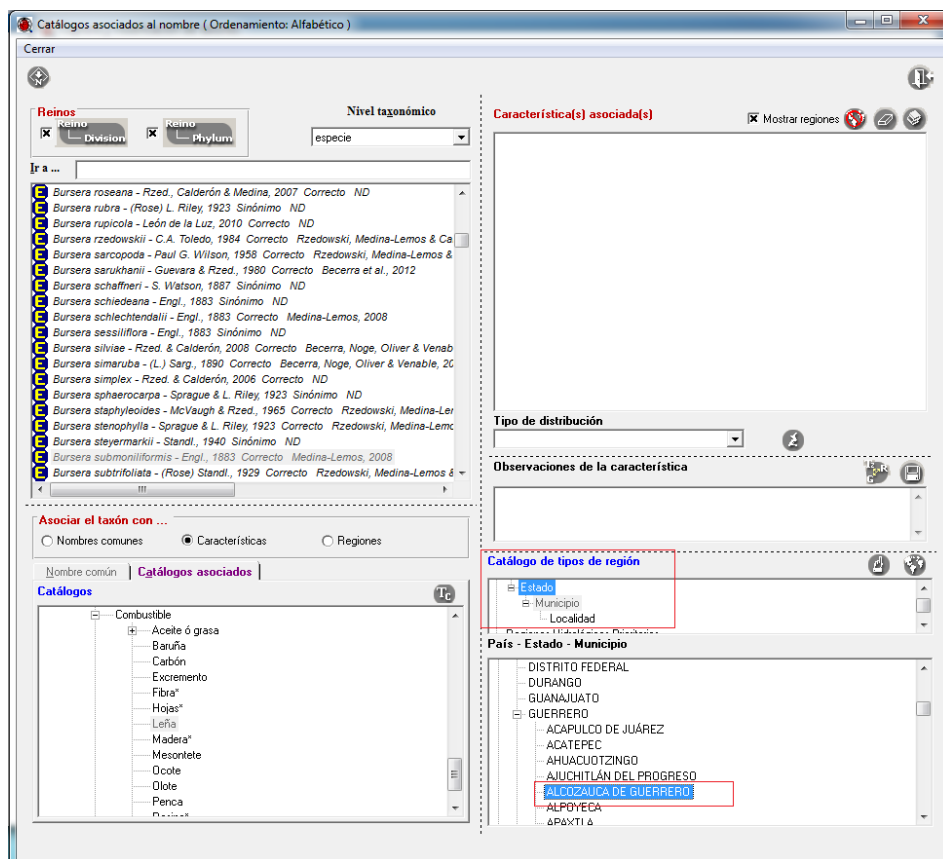 Catálogos asociados al nombre ( Ordenamiento: Alfabético )
Cerrar
N
Reinos
Reino
Division
Reino
Phylum
Nivel taxonómico
especie
Ir a ...
Bursera roseana - Rzed., Calderón & Medina, 2007 Correcto ND
Bursera rubra - (Rose) L. Riley, 1923 Sinónimo ND
Bursera rupicola - León de la Luz, 2010 Correcto ND
Bursera rzedowskii - C.A. Toledo, 1984 Correcto Rzedowski, Medina-Lemos & Ca
Bursera sarcopoda - Paul G. Wilson, 1958 Correcto Rzedowski, Medina-Lemos &
Bursera sarukhanii - Guevara & Rzed., 1980 Correcto Becerra et al., 2012
Bursera schaffneri - S. Watson, 1887 Sinónimo ND
Bursera schiedeana - Engl., 1883 Sinónimo ND
Bursera schlechtendalii - Engl., 1883 Correcto Medina-Lemos, 2008
Bursera sessiliflora - Engl., 1883 Sinónimo ND
Bursera silviae - Rzed. & Calderón, 2008 Correcto Becerra, Noge, Oliver & Venab
Bursera simaruba - (L.) Sarg., 1890 Correcto Becerra, Noge, Oliver & Venable, 20
Bursera simplex - Rzed. & Calderón, 2006 Correcto ND
Bursera sphaerocarpa - Sprague & L. Riley, 1923 Sinónimo ND
Bursera staphyleoides - McVaugh & Rzed., 1965 Correcto Rzedowski, Medina-Ler
Bursera stenophylla - Sprague & L. Riley, 1923 Correcto Rzedowski, Medina-Lemo
Bursera steyermarkii - Standl., 1940 Sinónimo ND
Bursera submoniliformis - Engl., 1883 Correcto Medina-Lemos, 2008
Bursera subtrifoliata - (Rose) Standl., 1929 Correcto Rzedowski, Medina-Lemos &
Asociar el taxón con ...
Nombres comunes
Características
Regiones
Nombre común
Catálogos asociados
Catálogos
Tc
Combustible
Aceite ó grasa
Baruña
Carbón
Excremento
Fibra*
Hojas*
Leña
Madera*
Mesontete
Ocote
Olote
Penca
Característica(s) asociada(s)
Mostrar regiones
Tipo de distribución
Observaciones de la característica
Catálogo de tipos de región
Estado
Municipio
Localidad
Regiones Hidrológicas Prioritarias
País - Estado - Municipio
DISTRITO FEDERAL
DURANGO
GUANAJUATO
GUERRERO
ACAPULCO DE JUÁREZ
ACATEPEC
AHUACUOTZINGO
AJUCHITLÁN DEL PROGRESO
ALCOZAUCA DE GUERRERO
ALPOYECA
APAXTLA